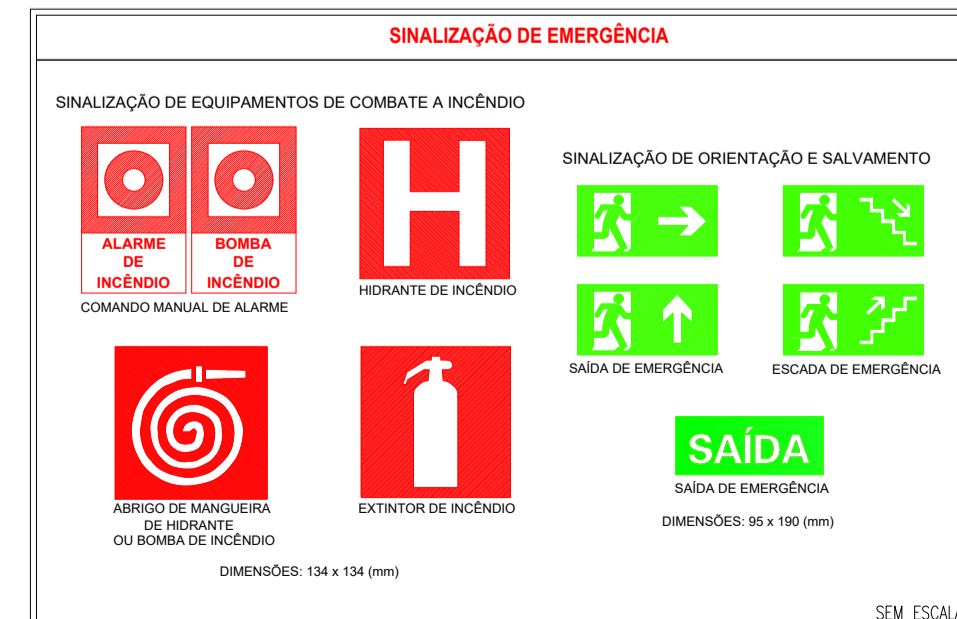 SINALIZAÇÃO DE EMERGÊNCIA
SINALIZAÇÃO DE EQUIPAMENTOS DE COMBATE A INCÊNDIO
ALARME
DE
INCÊNDIO
BOMBA
DE
INCÊNDIO
COMANDO MANUAL DE ALARME
H
HIDRANTE DE INCÊNDIO
ABRIGO DE MANGUEIRA
DE HIDRANTE
OU BOMBA DE INCÊNDIO
EXTINTOR DE INCÊNDIO
DIMENSÕES: 134 x 134 (mm)
SINALIZAÇÃO DE ORIENTAÇÃO E SALVAMENTO
SAÍDA DE EMERGÊNCIA
ESCADA DE EMERGÊNCIA
SAÍDA
SAÍDA DE EMERGÊNCIA
DIMENSÕES: 95 x 190 (mm)
SEM ESCALA